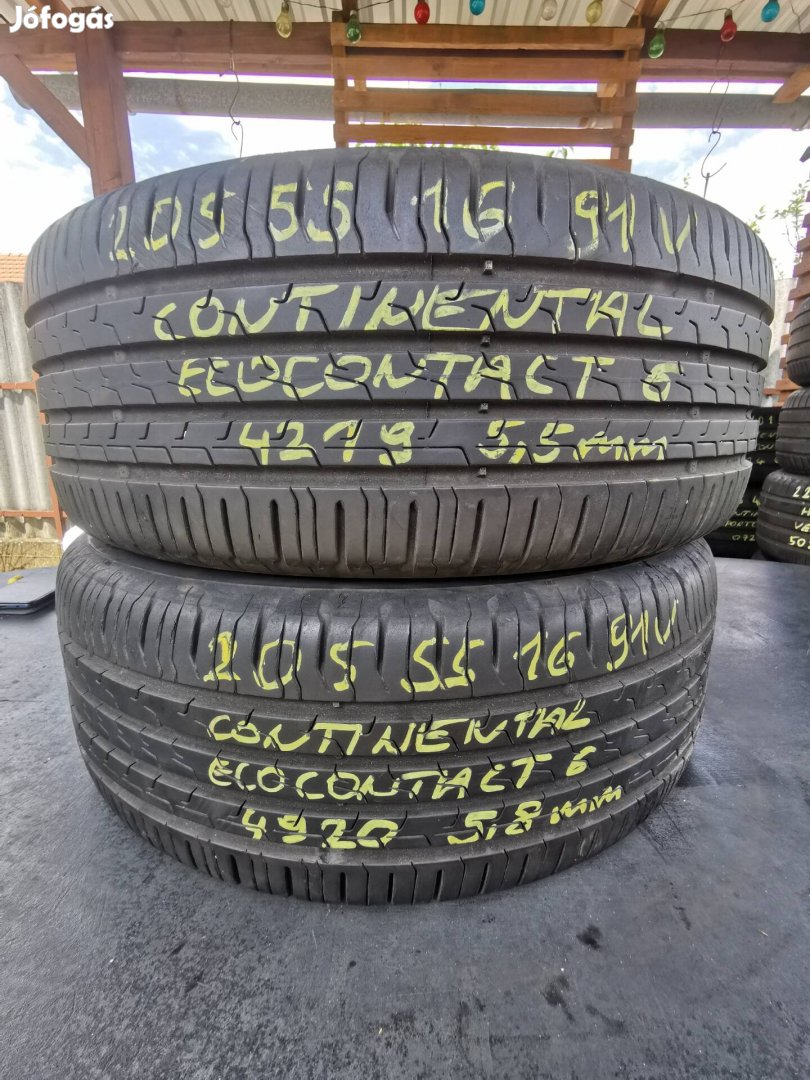 Jófogás
205 55 16 91V
CONTINENTAL
ECOCONTACT 6
4219 5,5mm
205 55 16 91V
CONTINENTAL
ECOCONTACT 6
4920 5,8mm